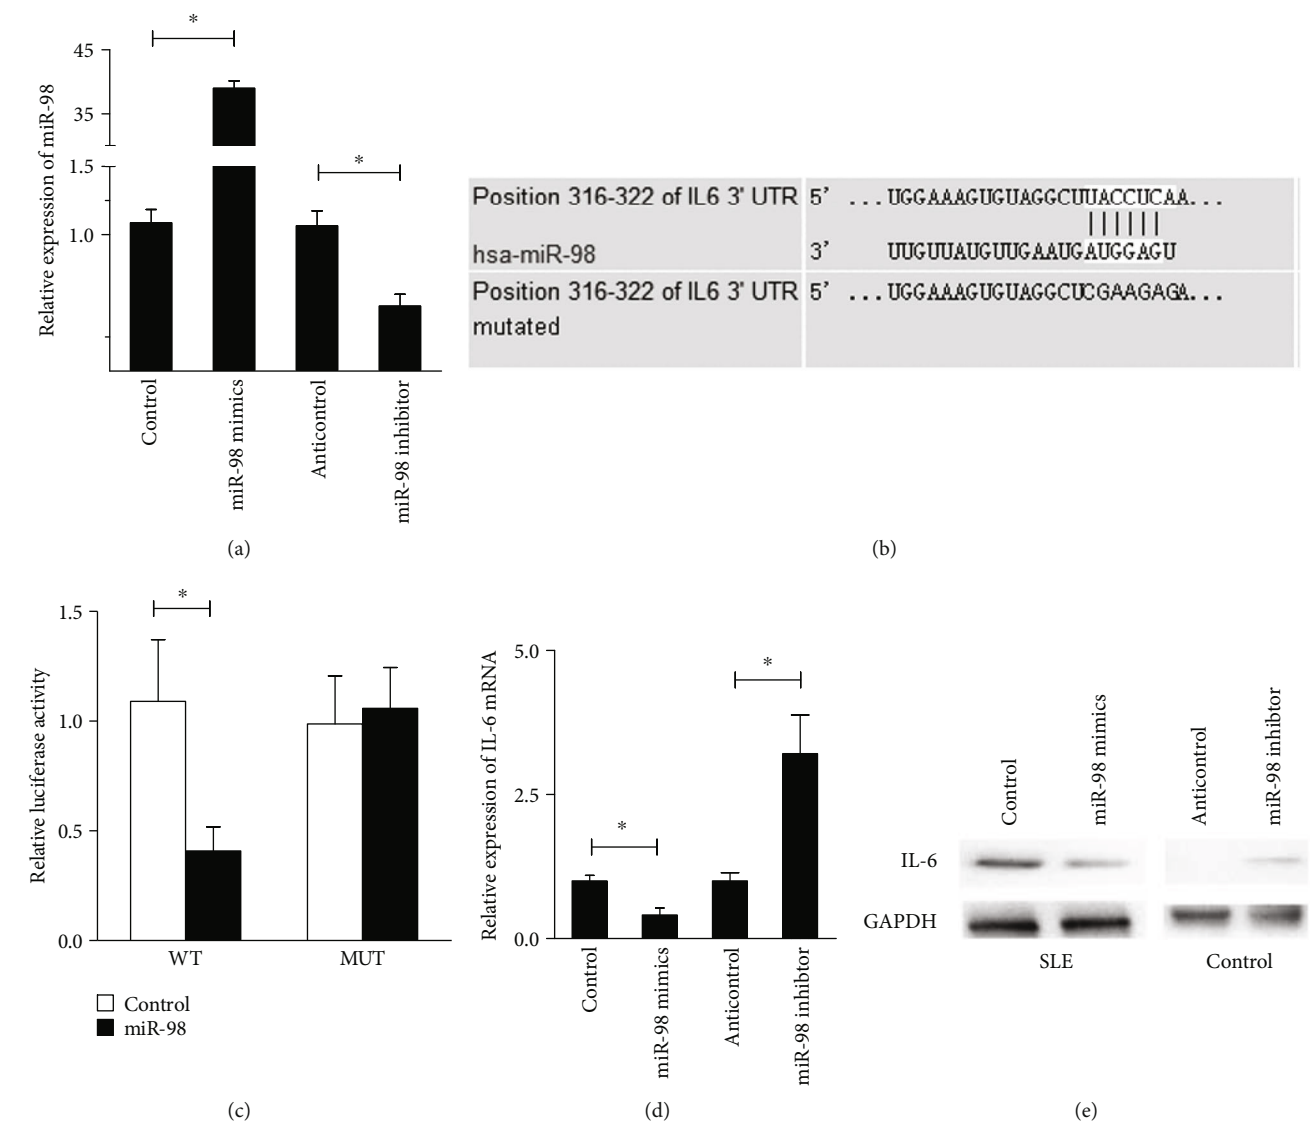 *
45
35
1.5
1.0
*
Relative expression of miR-98
Control
miR-98 mimics
Anticontrol
miR-98 inhibitor
(a)
Position 316-322 of IL6 3' UTR 5' ...UGGAAAGUGUAGGCUUACCUCAA...
hsa-miR-98 3' UUGUUAUGUUGAAUGAUGGAGU
Position 316-322 of IL6 3' UTR 5' ...UGGAAAGUGUAGGCUCGAAGAGA...
mutated
(b)
*
1.5
1.0
0.5
0.0
Relative luciferase activity
WT
MUT
Control
miR-98
(c)
5.0
2.5
0.0
*
*
Relative expression of IL-6 mRNA
Control
miR-98 mimics
Anticontrol
miR-98 inhibtor
(d)
Control
miR-98 mimics
Anticontrol
miR-98 inhibtor
IL-6
GAPDH
SLE
Control
(e)